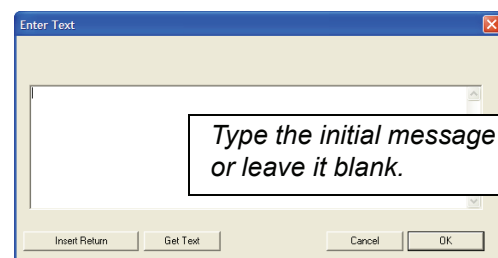 Enter Text
Type the initial message
or leave it blank.
Insert Return Get Text Cancel OK